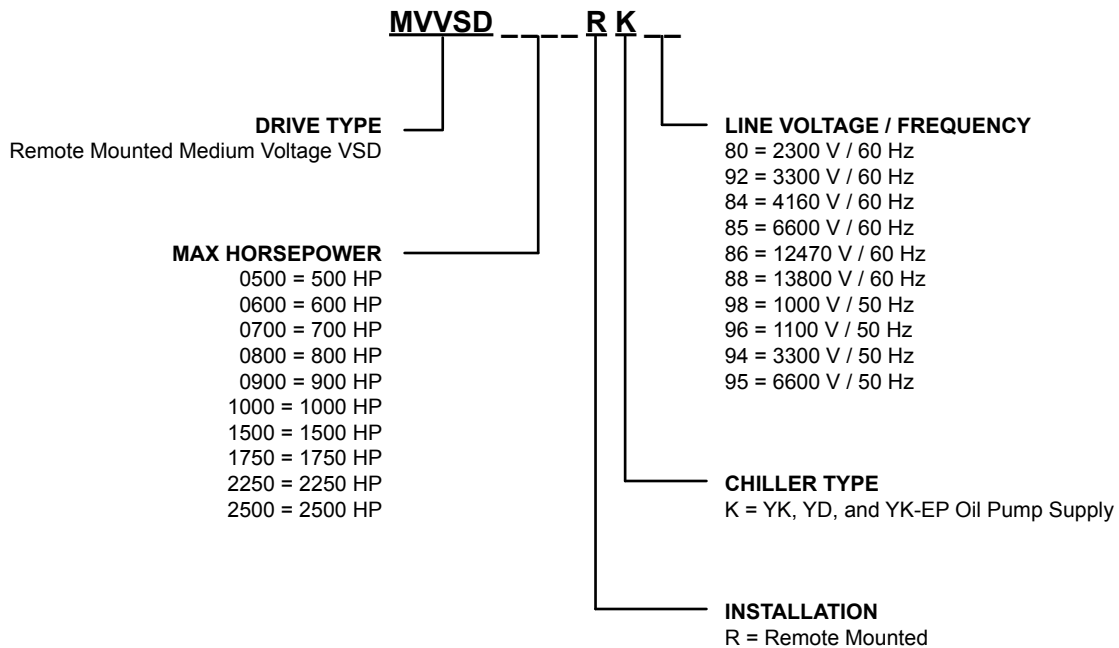 MVVSD _ _ _ _ R K _ _
DRIVE TYPE
Remote Mounted Medium Voltage VSD
MAX HORSEPOWER
0500 = 500 HP
0600 = 600 HP
0700 = 700 HP
0800 = 800 HP
0900 = 900 HP
1000 = 1000 HP
1500 = 1500 HP
1750 = 1750 HP
2250 = 2250 HP
2500 = 2500 HP
LINE VOLTAGE / FREQUENCY
80 = 2300 V / 60 Hz
92 = 3300 V / 60 Hz
84 = 4160 V / 60 Hz
85 = 6600 V / 60 Hz
86 = 12470 V / 60 Hz
88 = 13800 V / 60 Hz
98 = 1000 V / 50 Hz
96 = 1100 V / 50 Hz
94 = 3300 V / 50 Hz
95 = 6600 V / 50 Hz
CHILLER TYPE
K = YK, YD, and YK-EP Oil Pump Supply
INSTALLATION
R = Remote Mounted